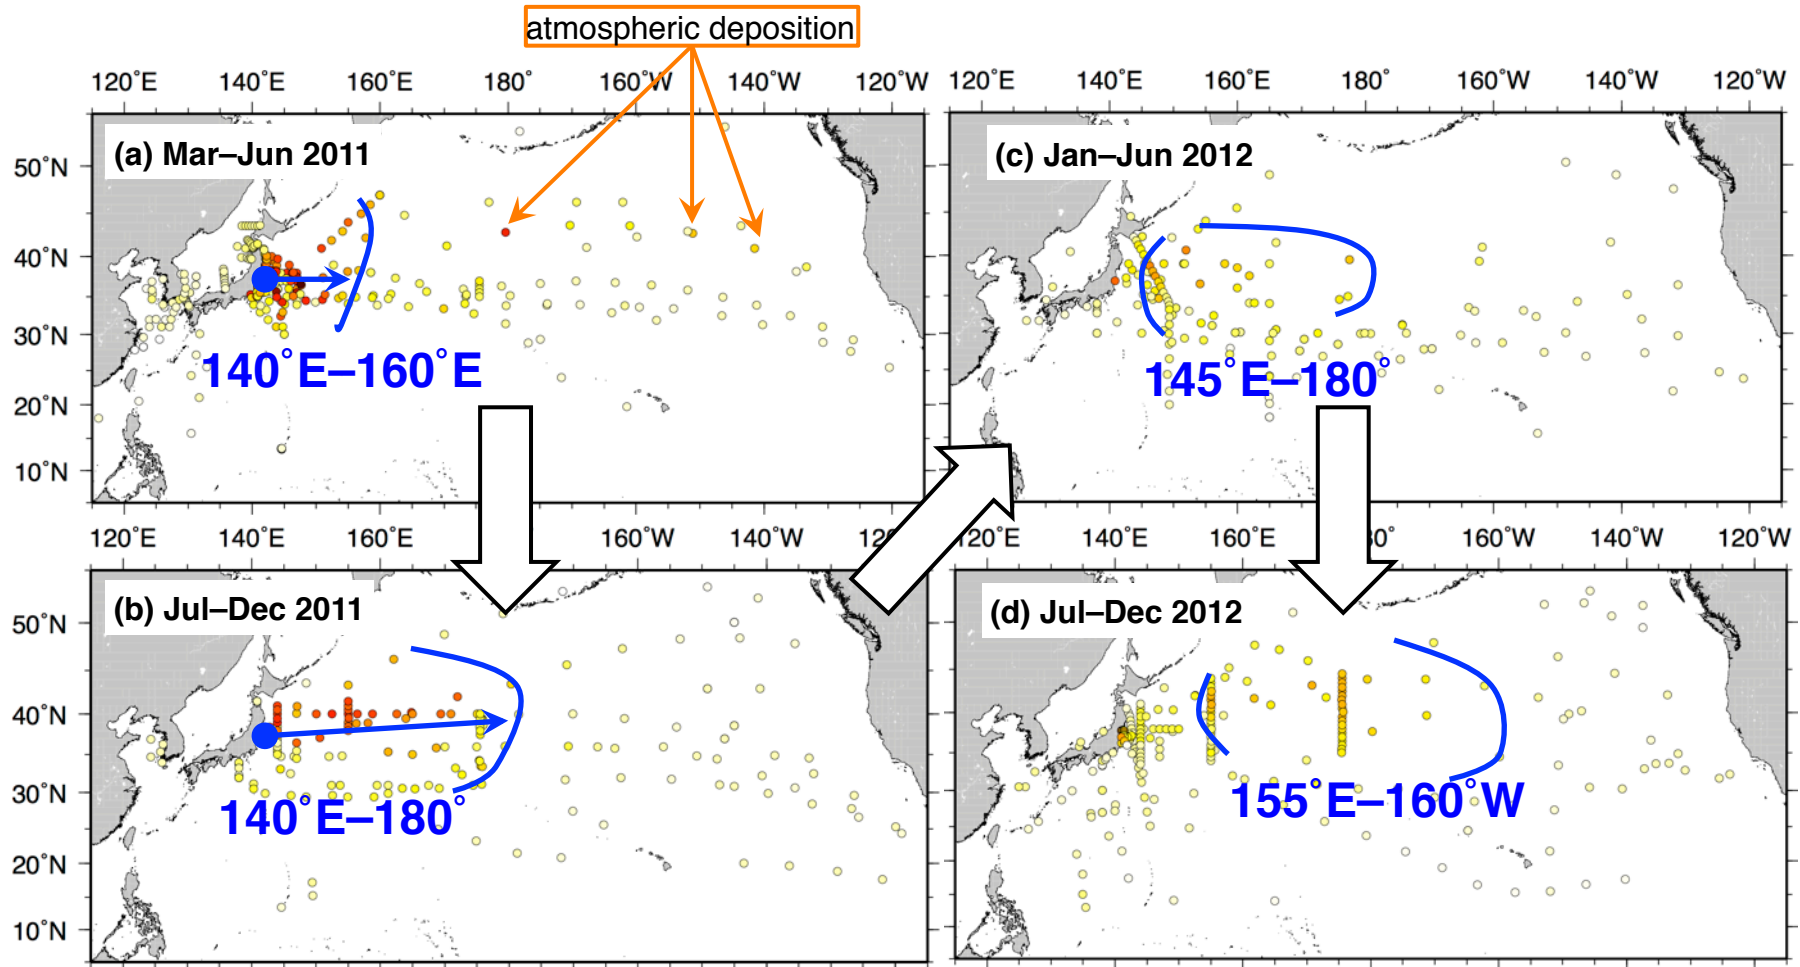 atmospheric deposition
120˚E 140˚E 160˚E 180˚ 160˚W 140˚W 120˚W
120˚E 140˚E 160˚E 180˚ 160˚W 140˚W 120˚W
(a) Mar–Jun 2011
(c) Jan–Jun 2012
50˚N
40˚N
30˚N
20˚N
10˚N
140˚E–160˚E
145˚E–180˚
120˚E 140˚E 160˚E 160˚W 140˚W 120˚W
120˚E 140˚E 160˚E 80˚ 160˚W 140˚W 120˚W
(b) Jul–Dec 2011
(d) Jul–Dec 2012
50˚N
40˚N
30˚N
20˚N
10˚N
140˚E–180˚
155˚E–160˚W